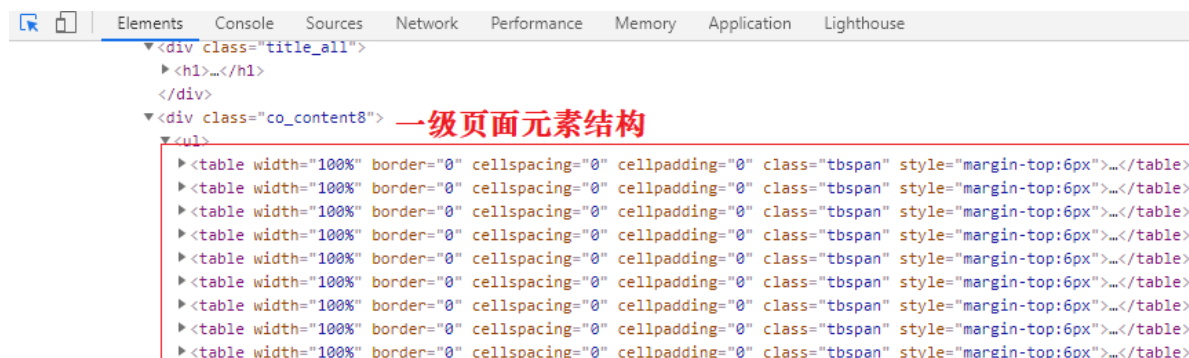 Elements Console Sources Network Performance Memory Application Lighthouse
▼<div class="title_all">
▶<h1>…</h1>
</div>
▼<div class="co_content8"> 一级页面元素结构
▼<ul>
▶<table width="100%" border="0" cellspacing="0" cellpadding="0" class="tbspan" style="margin-top:6px">…</table>
▶<table width="100%" border="0" cellspacing="0" cellpadding="0" class="tbspan" style="margin-top:6px">…</table>
▶<table width="100%" border="0" cellspacing="0" cellpadding="0" class="tbspan" style="margin-top:6px">…</table>
▶<table width="100%" border="0" cellspacing="0" cellpadding="0" class="tbspan" style="margin-top:6px">…</table>
▶<table width="100%" border="0" cellspacing="0" cellpadding="0" class="tbspan" style="margin-top:6px">…</table>
▶<table width="100%" border="0" cellspacing="0" cellpadding="0" class="tbspan" style="margin-top:6px">…</table>
▶<table width="100%" border="0" cellspacing="0" cellpadding="0" class="tbspan" style="margin-top:6px">…</table>
▶<table width="100%" border="0" cellspacing="0" cellpadding="0" class="tbspan" style="margin-top:6px">…</table>
▶<table width="100%" border="0" cellspacing="0" cellpadding="0" class="tbspan" style="margin-top:6px">…</table>